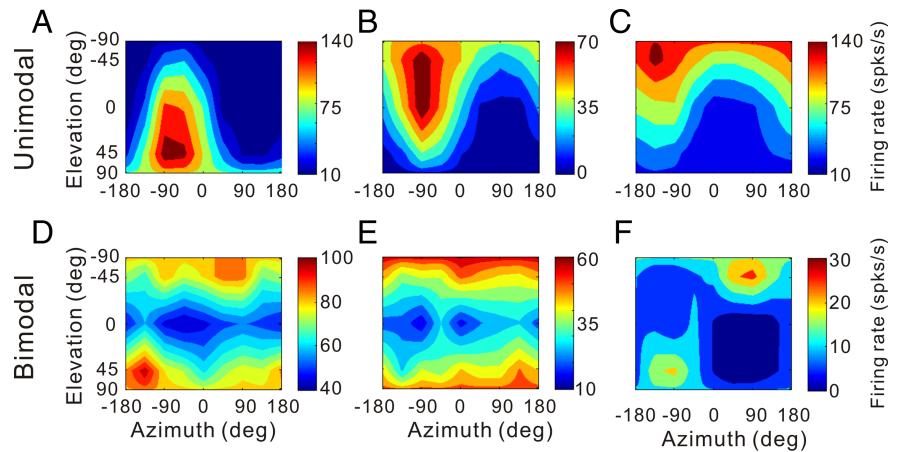 A B C
Unimodal
Elevation (deg)
-90
-45
0
45
90
-180 -90 0 90 180
140
75
10
-180 -90 0 90 180
70
35
0
-180 -90 0 90 180
140
75
10
Firing rate (spks/s)
D E F
Bimodal
Elevation (deg)
-90
-45
0
45
90
-180 -90 0 90 180
Azimuth (deg)
100
80
60
40
-180 -90 0 90 180
Azimuth (deg)
60
35
10
-180 -90 0 90 180
Azimuth (deg)
30
20
10
0
Firing rate (spks/s)